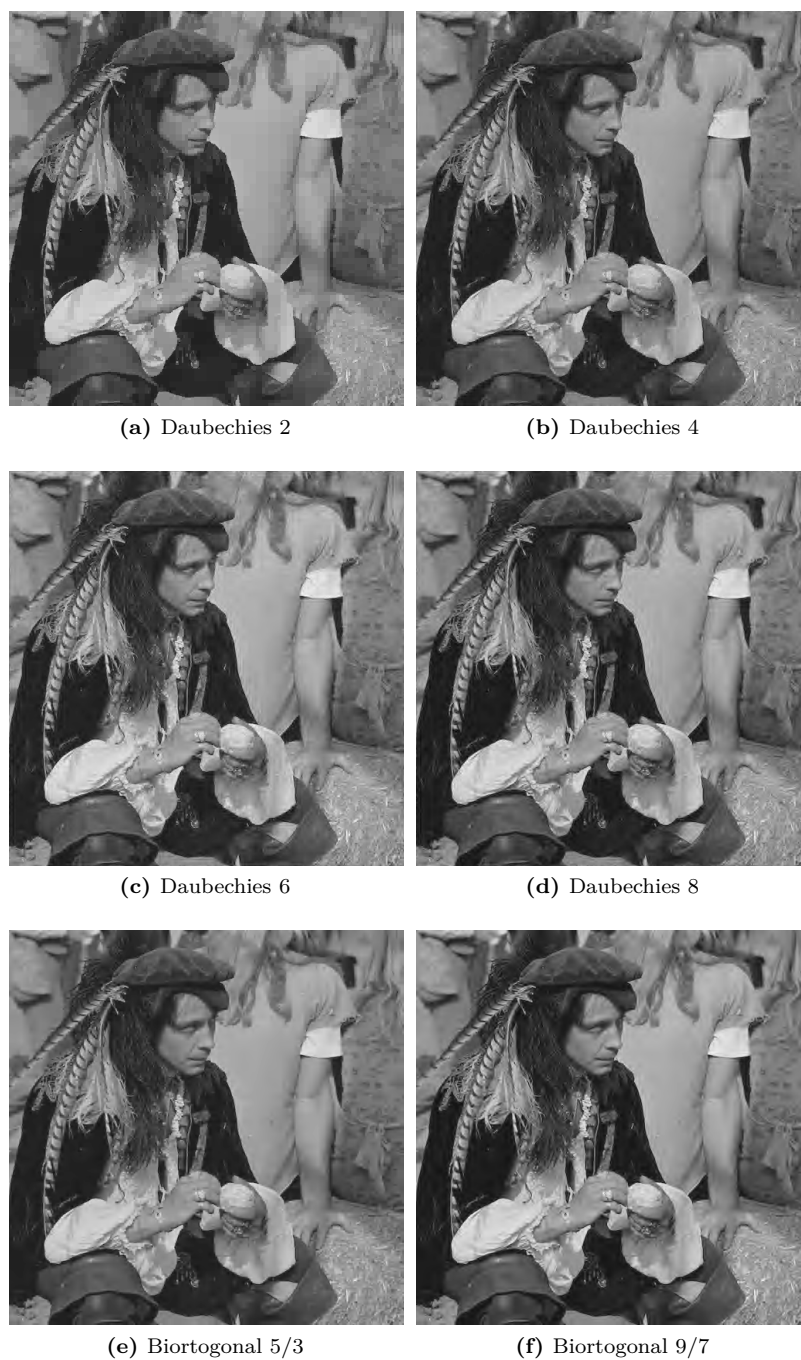 (a) Daubechies 2
(b) Daubechies 4
(c) Daubechies 6
(d) Daubechies 8
(e) Biortogonal 5/3
(f) Biortogonal 9/7